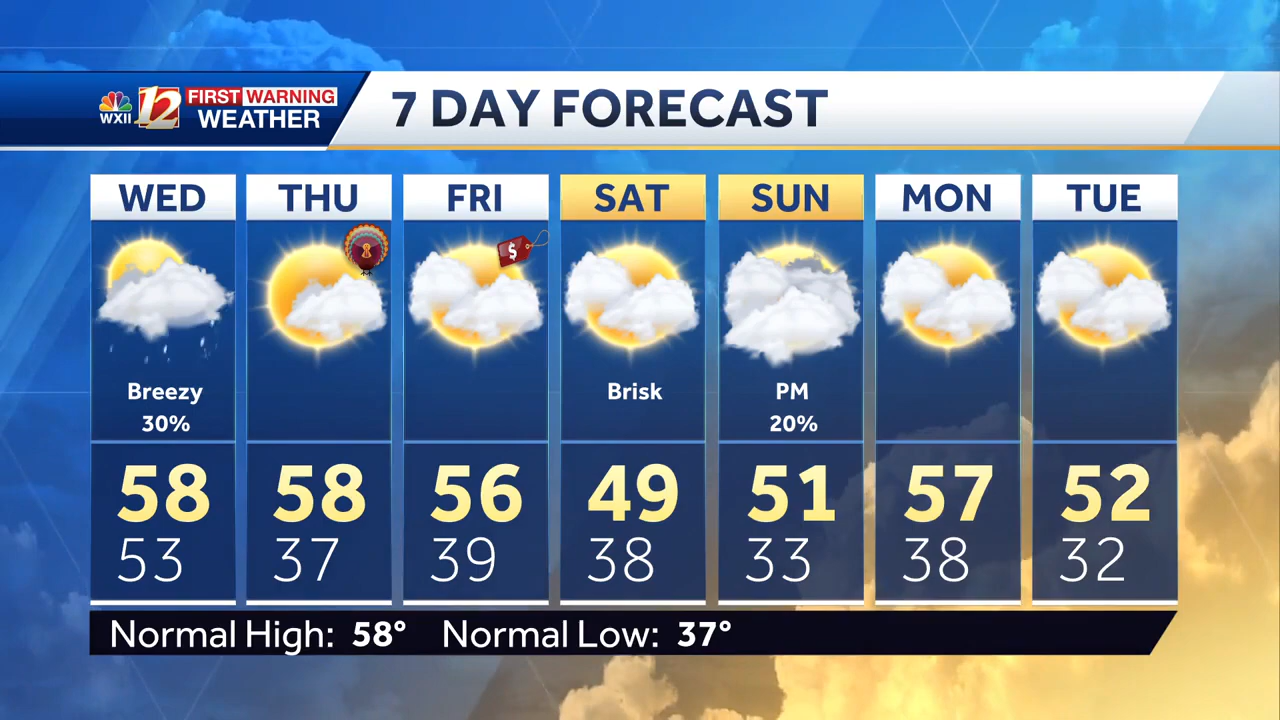 WXII 12 FIRST WARNING WEATHER
7 DAY FORECAST
WED THU FRI SAT SUN MON TUE
$
Breezy Brisk PM
30% 20%
58 58 56 49 51 57 52
53 37 39 38 33 38 32
Normal High: 58° Normal Low: 37°